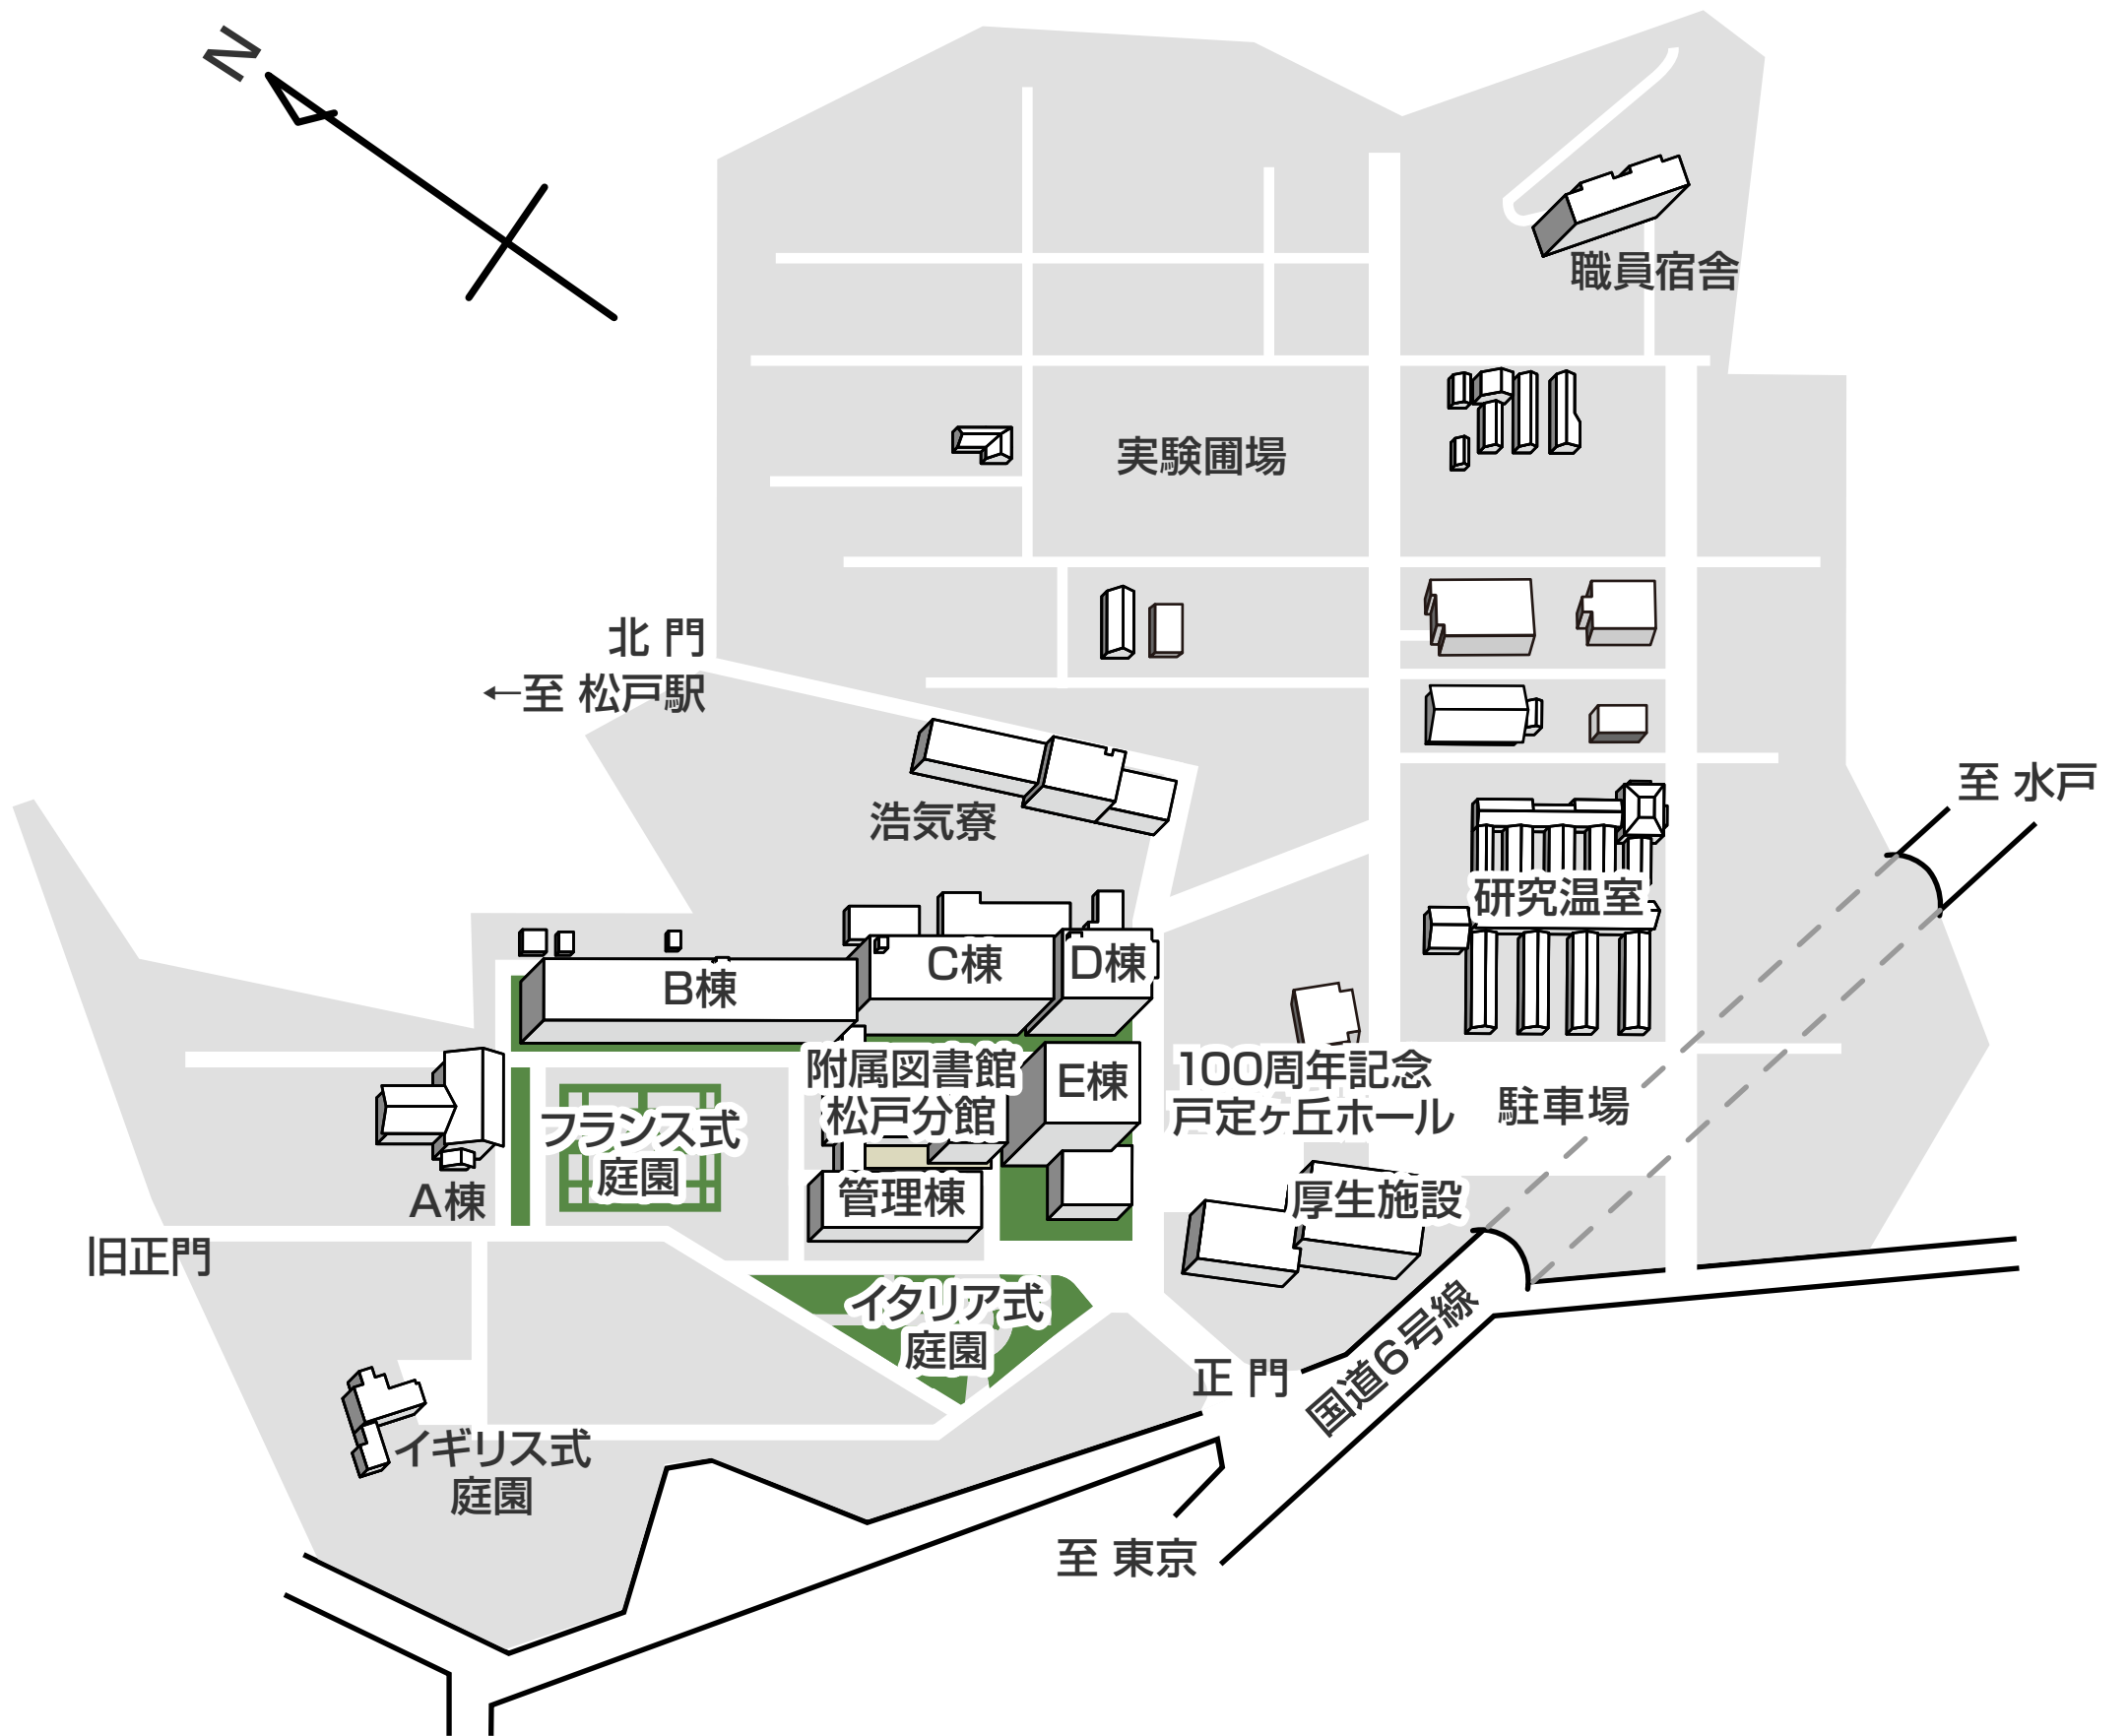 N
職員宿舎
実験圃場
北 門
←至 松戸駅
至 水戸
浩気寮
研究温室
B棟
C棟
D棟
附属図書館
松戸分館
E棟
100周年記念
戸定ヶ丘ホール
駐車場
フランス式
庭園
A棟
管理棟
厚生施設
旧正門
イタリア式
庭園
正 門
国道6号線
イギリス式
庭園
至 東京